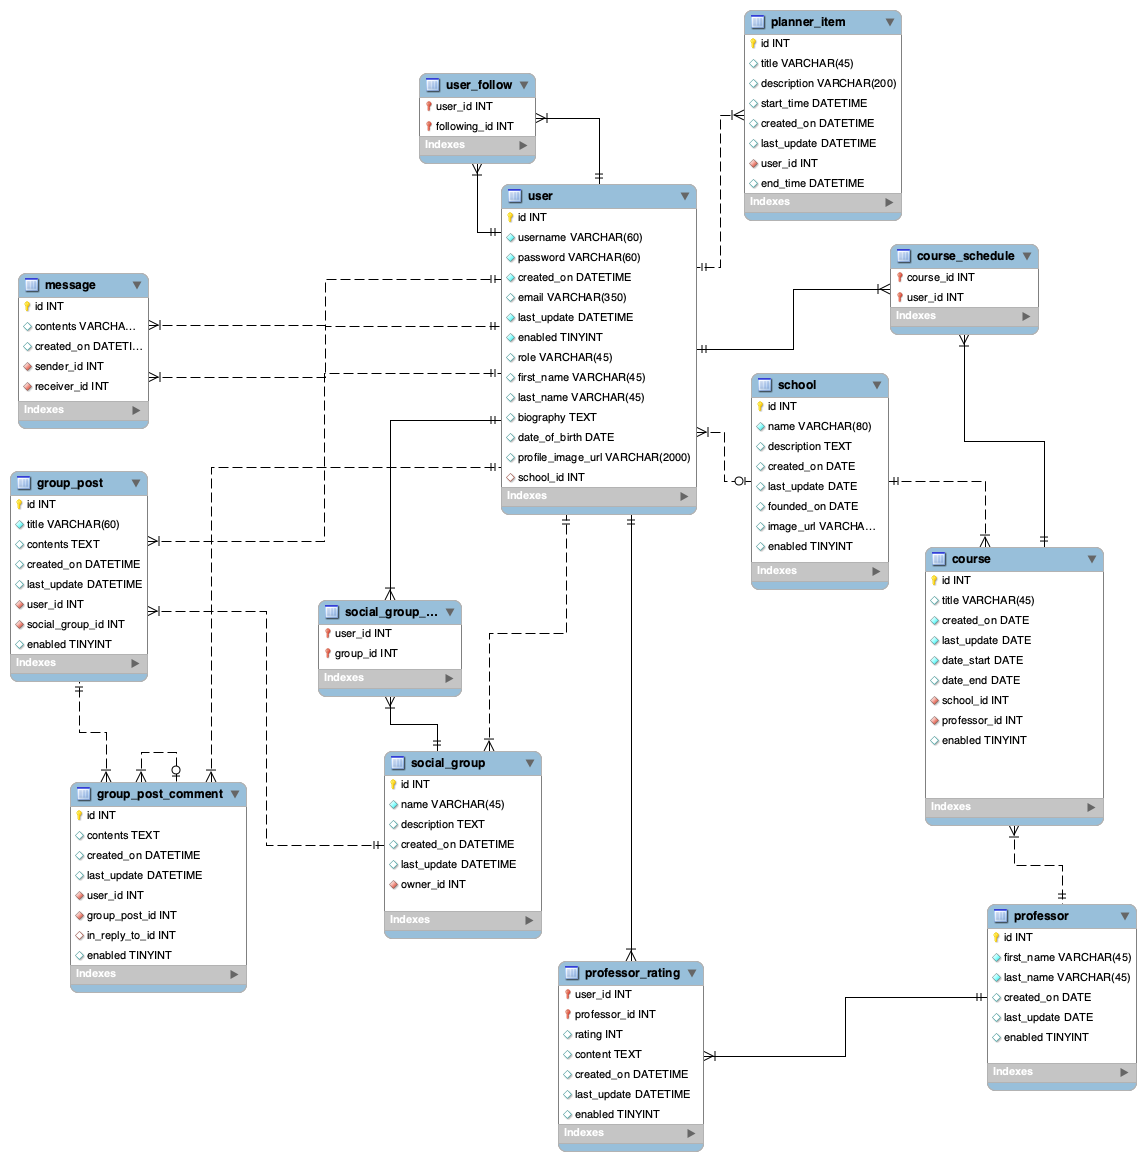 planner_item
id INT
title VARCHAR(45)
description VARCHAR(200)
start_time DATETIME
created_on DATETIME
last_update DATETIME
user_id INT
end_time DATETIME
Indexes
user_follow
user_id INT
following_id INT
Indexes
user
id INT
username VARCHAR(60)
password VARCHAR(60)
created_on DATETIME
email VARCHAR(350)
last_update DATETIME
enabled TINYINT
role VARCHAR(45)
first_name VARCHAR(45)
last_name VARCHAR(45)
biography TEXT
date_of_birth DATE
profile_image_url VARCHAR(2000)
school_id INT
Indexes
course_schedule
course_id INT
user_id INT
Indexes
message
id INT
contents VARCHA...
created_on DATETI...
sender_id INT
receiver_id INT
Indexes
school
id INT
name VARCHAR(80)
description TEXT
created_on DATE
last_update DATE
founded_on DATE
image_url VARCHA...
enabled TINYINT
Indexes
group_post
id INT
title VARCHAR(60)
contents TEXT
created_on DATETIME
last_update DATETIME
user_id INT
social_group_id INT
enabled TINYINT
Indexes
course
id INT
title VARCHAR(45)
created_on DATE
last_update DATE
date_start DATE
date_end DATE
school_id INT
professor_id INT
enabled TINYINT
Indexes
social_group_...
user_id INT
group_id INT
Indexes
social_group
id INT
name VARCHAR(45)
description TEXT
created_on DATETIME
last_update DATETIME
owner_id INT
Indexes
group_post_comment
id INT
contents TEXT
created_on DATETIME
last_update DATETIME
user_id INT
group_post_id INT
in_reply_to_id INT
enabled TINYINT
Indexes
professor
id INT
first_name VARCHAR(45)
last_name VARCHAR(45)
created_on DATE
last_update DATE
enabled TINYINT
Indexes
professor_rating
user_id INT
professor_id INT
rating INT
content TEXT
created_on DATETIME
last_update DATETIME
enabled TINYINT
Indexes